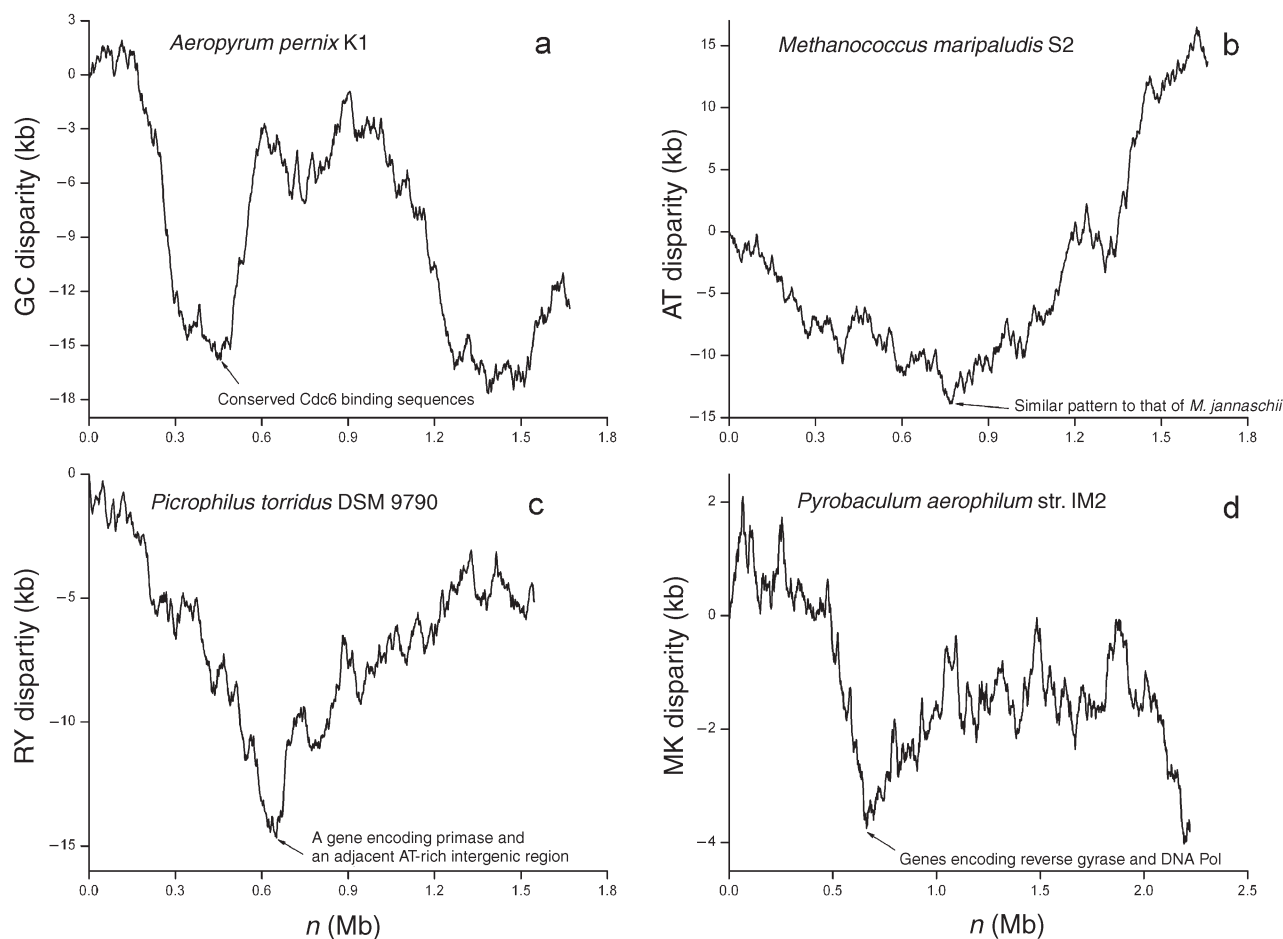 Aeropyrum pernix K1
a
GC disparity (kb)
3
0
−3
−6
−9
−12
−15
−18
Conserved Cdc6 binding sequences
0.0 0.3 0.6 0.9 1.2 1.5 1.8
Methanococcus maripaludis S2
b
AT disparity (kb)
15
10
5
0
−5
−10
−15
Similar pattern to that of M. jannaschii
0.0 0.3 0.6 0.9 1.2 1.5 1.8
Picrophilus torridus DSM 9790
c
RY dispartiy (kb)
0
−5
−10
−15
A gene encoding primase and
an adjacent AT-rich intergenic region
0.0 0.3 0.6 0.9 1.2 1.5 1.8
n (Mb)
Pyrobaculum aerophilum str. IM2
d
MK disparity (kb)
2
0
−2
−4
Genes encoding reverse gyrase and DNA Pol
0.0 0.5 1.0 1.5 2.0 2.5
n (Mb)